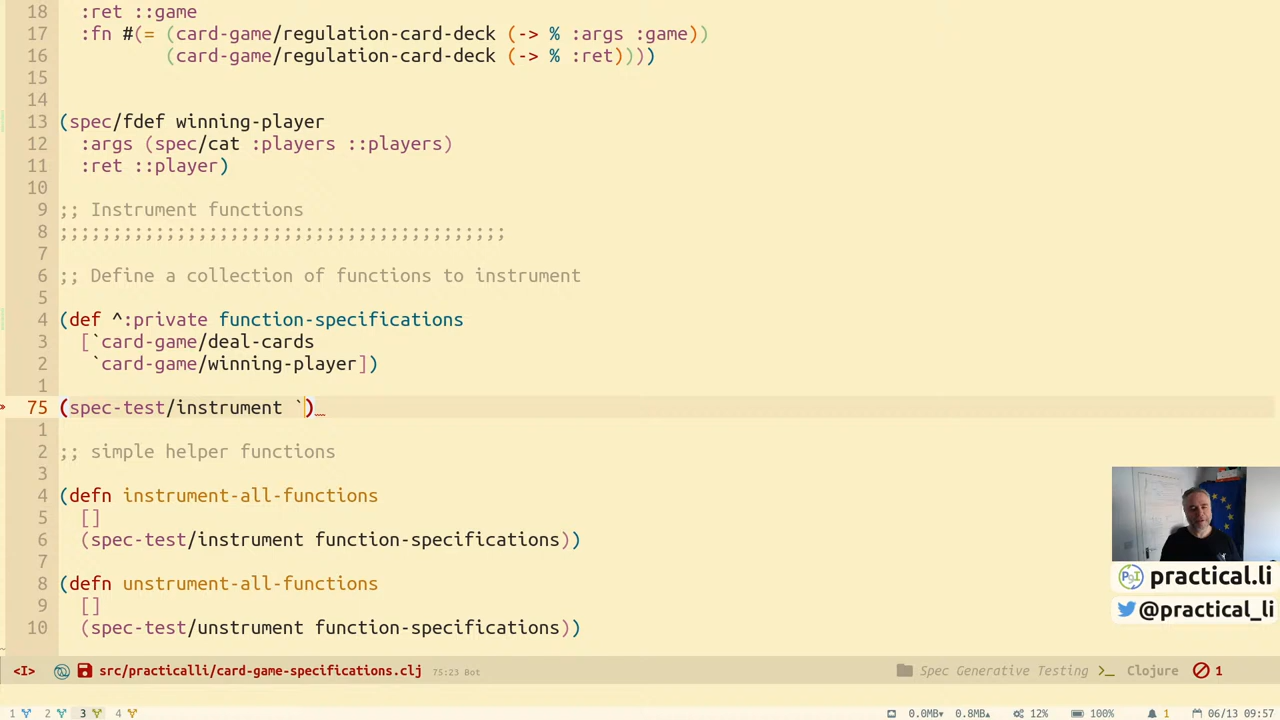 18   :ret ::game
17   :fn #(= (card-game/regulation-card-deck (-> % :args :game))
16           (card-game/regulation-card-deck (-> % :ret))))
15
14
13 (spec/fdef winning-player
12   :args (spec/cat :players ::players)
11   :ret ::player)
10
9 ;; Instrument functions
8 ;;;;;;;;;;;;;;;;;;;;;;;;;;;;;;;;;;;;;;;;;;
7
6 ;; Define a collection of functions to instrument
5
4 (def ^:private function-specifications
3   [`card-game/deal-cards
2    `card-game/winning-player])
1
75 (spec-test/instrument `)
1
2 ;; simple helper functions
3
4 (defn instrument-all-functions
5   []
6   (spec-test/instrument function-specifications))
7
8 (defn unstrument-all-functions
9   []
10   (spec-test/unstrument function-specifications))
practical.li
@practical_li
<I> src/practicalli/card-game-specifications.clj 75:23 Bot Spec Generative Testing Clojure 1
1 2 3 4 0.0MB 0.8MB 12% 100% 1 06/13 09:57